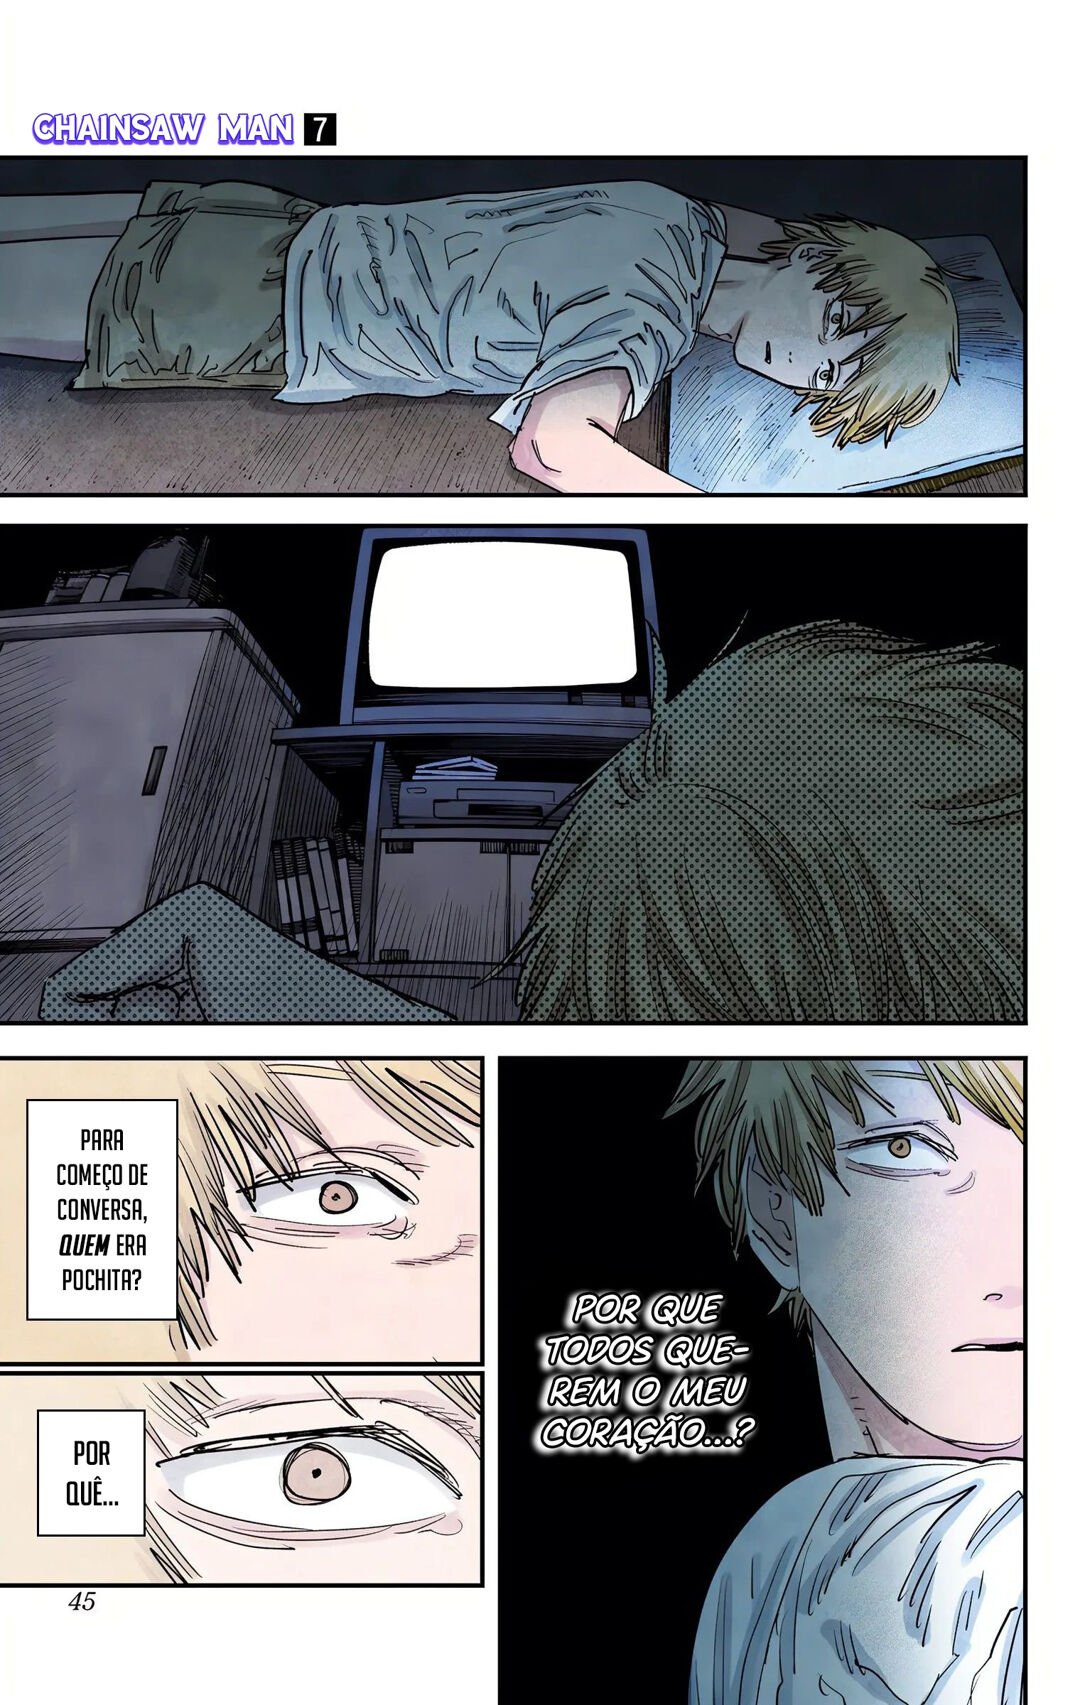 CHAINSAW MAN 7
POR QUE
TODOS QUE-
REM O MEU
CORAÇÃO...?
PARA
COMEÇO DE
CONVERSA,
QUEM ERA
POCHITA?
POR
QUÊ...
45